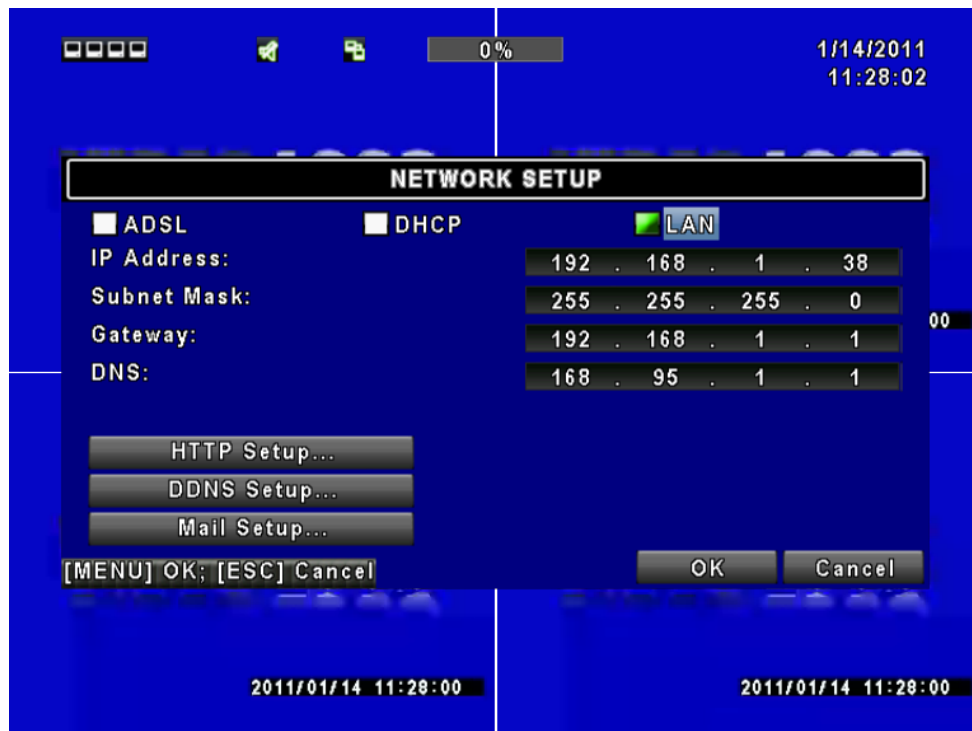 0%
1/14/2011
11:28:02
NETWORK SETUP
ADSL DHCP LAN
IP Address: 192 . 168 . 1 . 38
Subnet Mask: 255 . 255 . 255 . 0
00
Gateway: 192 . 168 . 1 . 1
DNS: 168 . 95 . 1 . 1
HTTP Setup...
DDNS Setup...
Mail Setup...
[MENU] OK; [ESC] Cancel
OK Cancel
2011/01/14 11:28:00 2011/01/14 11:28:00